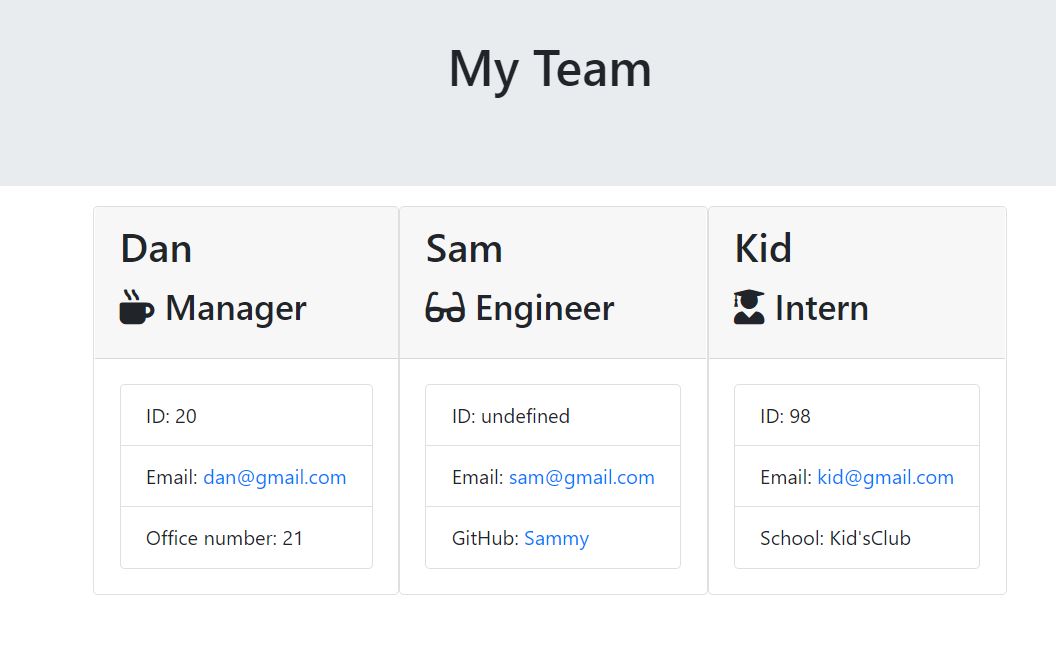 My Team
Dan
Manager
ID: 20
Email: dan@gmail.com
Office number: 21
Sam
Engineer
ID: undefined
Email: sam@gmail.com
GitHub: Sammy
Kid
Intern
ID: 98
Email: kid@gmail.com
School: Kid'sClub